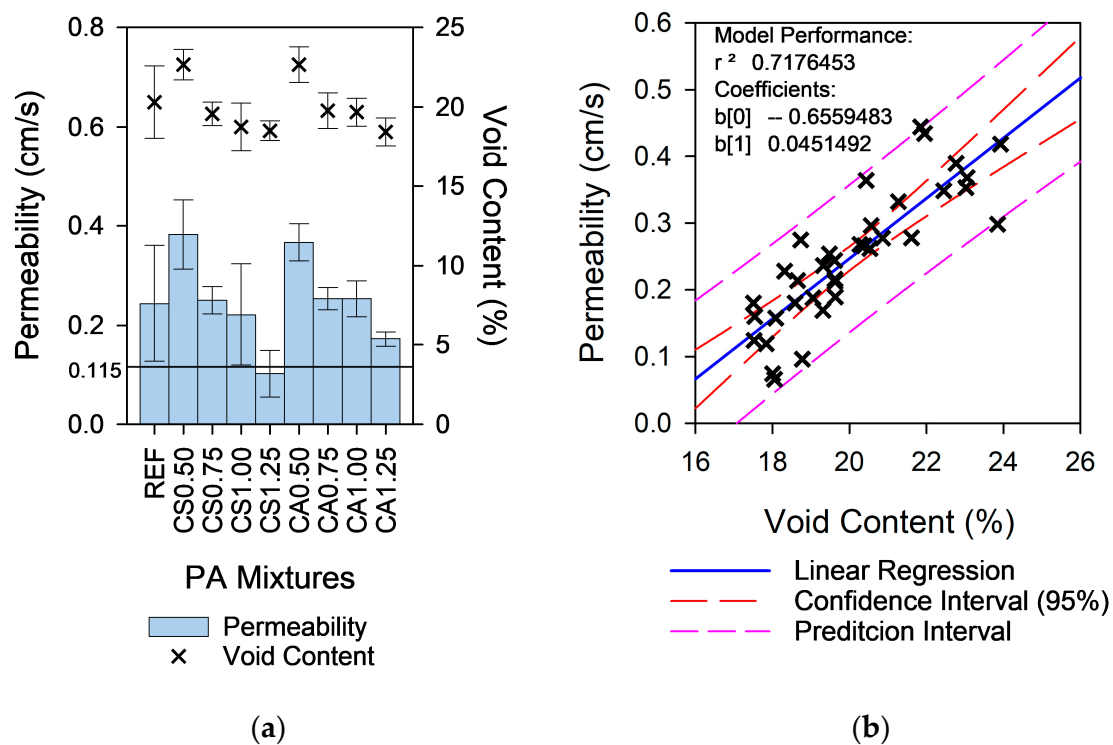 0.8
0.6
0.4
0.2
0.115
0.0
Permeability (cm/s)
25
20
15
10
5
0
Void Content (%)
REF
CS0.50
CS0.75
CS1.00
CS1.25
CA0.50
CA0.75
CA1.00
CA1.25
PA Mixtures
Permeability
Void Content
(a)
0.6
0.5
0.4
0.3
0.2
0.1
0.0
Permeability (cm/s)
Model Performance:
r ² 0.7176453
Coefficients:
b[0] -- 0.6559483
b[1] 0.0451492
16 18 20 22 24 26
Void Content (%)
Linear Regression
Confidence Interval (95%)
Preditcion Interval
(b)